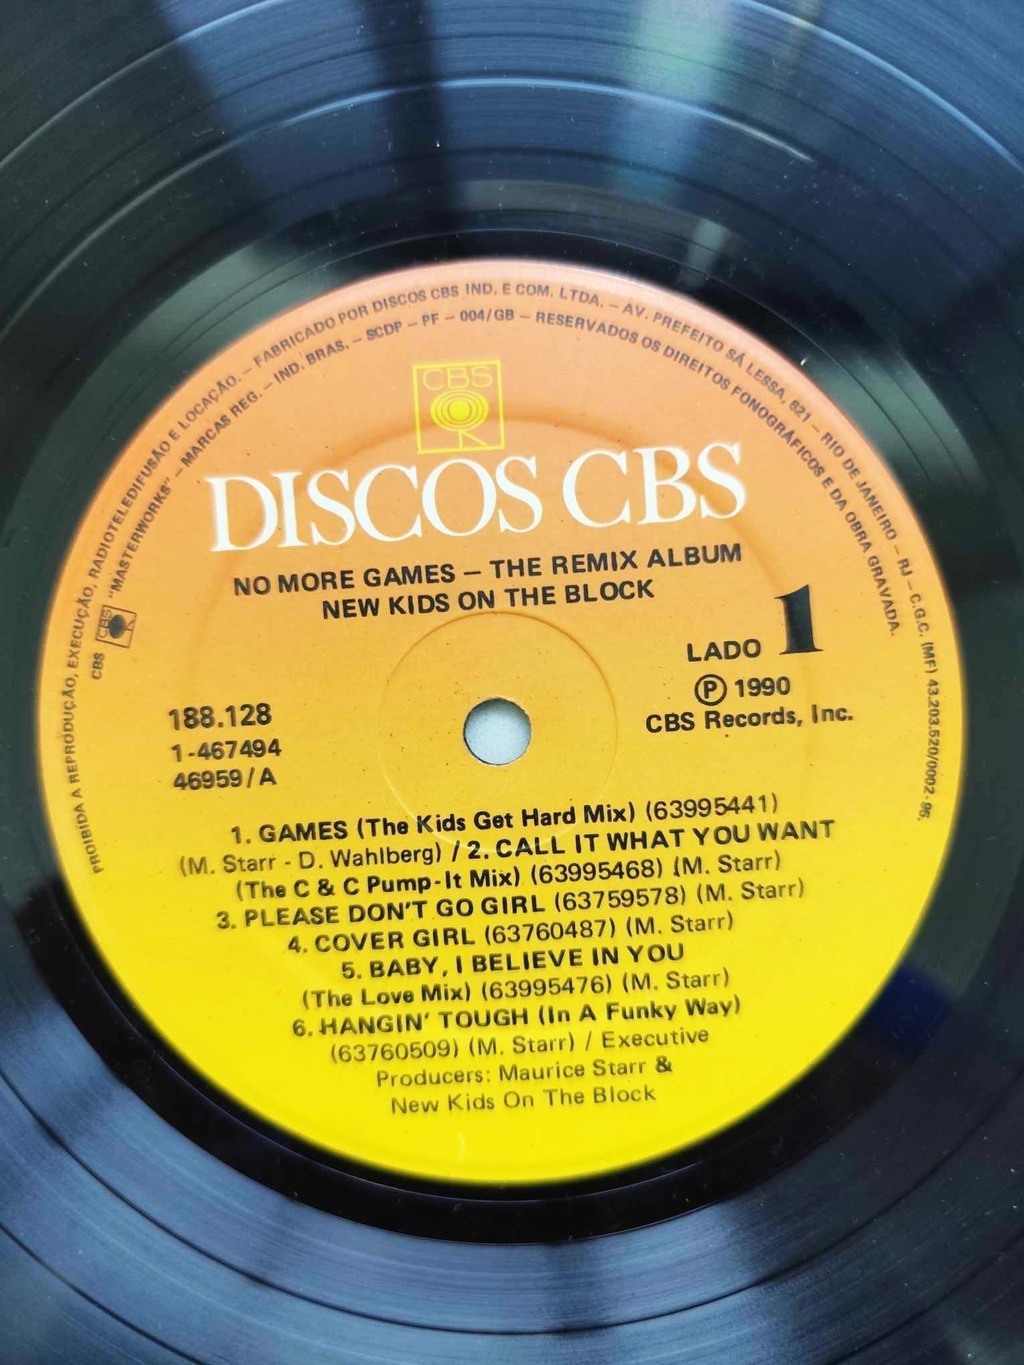 PROIBIDA A REPRODUÇÃO, EXECUÇÃO, RADIOTELEDIFUSÃO E LOCAÇÃO. – FABRICADO POR DISCOS CBS IND. E COM. LTDA. – AV. PREFEITO SÁ LESSA, 621 – RIO DE JANEIRO – RJ – C.G.C. (MF) 43.203.520/0002-96.
CBS CBS "MASTERWORKS" – MARCAS REG. – IND. BRAS. – SCDP – PF – 004/GB – RESERVADOS OS DIREITOS FONOGRÁFICOS E DA OBRA GRAVADA.
CBS
DISCOS CBS
NO MORE GAMES – THE REMIX ALBUM
NEW KIDS ON THE BLOCK
LADO 1
℗ 1990
CBS Records, Inc.
188.128
1-467494
46959/A
1. GAMES (The Kids Get Hard Mix) (63995441)
(M. Starr - D. Wahlberg) / 2. CALL IT WHAT YOU WANT
(The C & C Pump-It Mix) (63995468) (M. Starr)
3. PLEASE DON'T GO GIRL (63759578) (M. Starr)
4. COVER GIRL (63760487) (M. Starr)
5. BABY, I BELIEVE IN YOU
(The Love Mix) (63995476) (M. Starr)
6. HANGIN' TOUGH (In A Funky Way)
(63760509) (M. Starr) / Executive
Producers: Maurice Starr &
New Kids On The Block